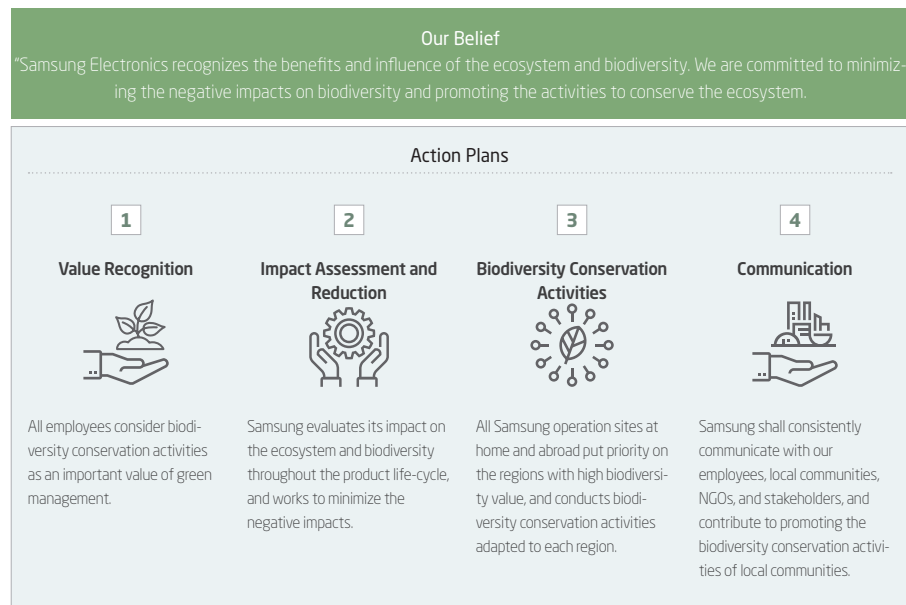 Our Belief
“Samsung Electronics recognizes the benefits and influence of the ecosystem and biodiversity. We are committed to minimiz-
ing the negative impacts on biodiversity and promoting the activities to conserve the ecosystem.
Action Plans
1
Value Recognition
All employees consider biodi-
versity conservation activities
as an important value of green
management.
2
Impact Assessment and
Reduction
Samsung evaluates its impact on
the ecosystem and biodiversity
throughout the product life-cycle,
and works to minimize the
negative impacts.
3
Biodiversity Conservation
Activities
All Samsung operation sites at
home and abroad put priority on
the regions with high biodiversi-
ty value, and conducts biodi-
versity conservation activities
adapted to each region.
4
Communication
Samsung shall consistently
communicate with our
employees, local communities,
NGOs, and stakeholders, and
contribute to promoting the
biodiversity conservation activi-
ties of local communities.